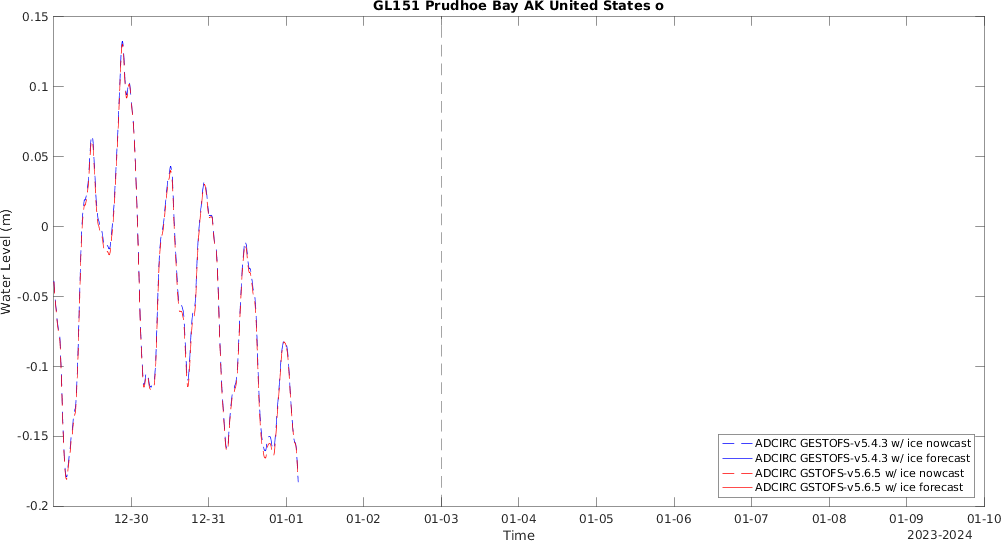 GL151 Prudhoe Bay AK United States o
0.15
0.1
0.05
0
-0.05
-0.1
-0.15
-0.2
Water Level (m)
12-30 12-31 01-01 01-02 01-03 01-04 01-05 01-06 01-07 01-08 01-09 01-10
Time
2023-2024
ADCIRC GESTOFS-v5.4.3 w/ ice nowcast
ADCIRC GESTOFS-v5.4.3 w/ ice forecast
ADCIRC GSTOFS-v5.6.5 w/ ice nowcast
ADCIRC GSTOFS-v5.6.5 w/ ice forecast